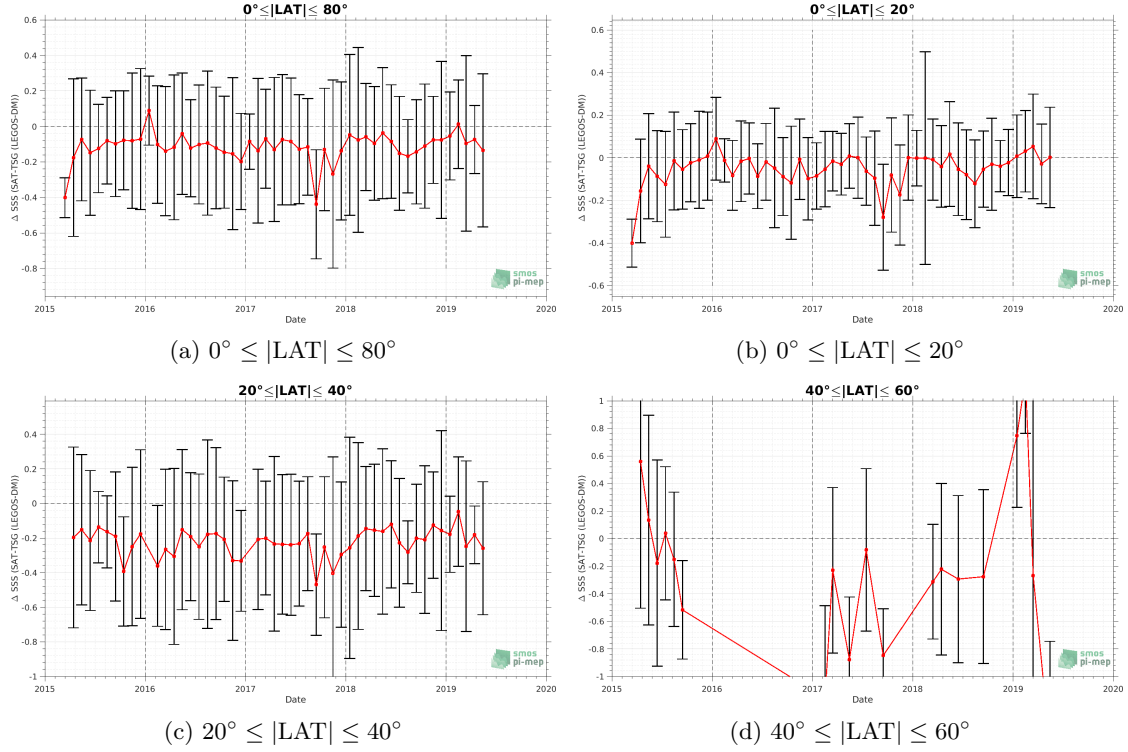 0°≤|LAT|≤ 80°
Δ SSS (SAT-TSG (LEGOS-DM))
0.6
0.4
0.2
0
-0.2
-0.4
-0.6
-0.8
2015 2016 2017 2018 2019 2020
Date
smos
pi-mep
(a) 0° ≤ |LAT| ≤ 80°
0°≤|LAT|≤ 20°
Δ SSS (SAT-TSG (LEGOS-DM))
0.6
0.4
0.2
0
-0.2
-0.4
-0.6
2015 2016 2017 2018 2019 2020
Date
smos
pi-mep
(b) 0° ≤ |LAT| ≤ 20°
20°≤|LAT|≤ 40°
Δ SSS (SAT-TSG (LEGOS-DM))
0.4
0.2
0
-0.2
-0.4
-0.6
-0.8
-1
2015 2016 2017 2018 2019 2020
Date
smos
pi-mep
(c) 20° ≤ |LAT| ≤ 40°
40°≤|LAT|≤ 60°
Δ SSS (SAT-TSG (LEGOS-DM))
1
0.8
0.6
0.4
0.2
0
-0.2
-0.4
-0.6
-0.8
-1
2015 2016 2017 2018 2019 2020
Date
smos
pi-mep
(d) 40° ≤ |LAT| ≤ 60°